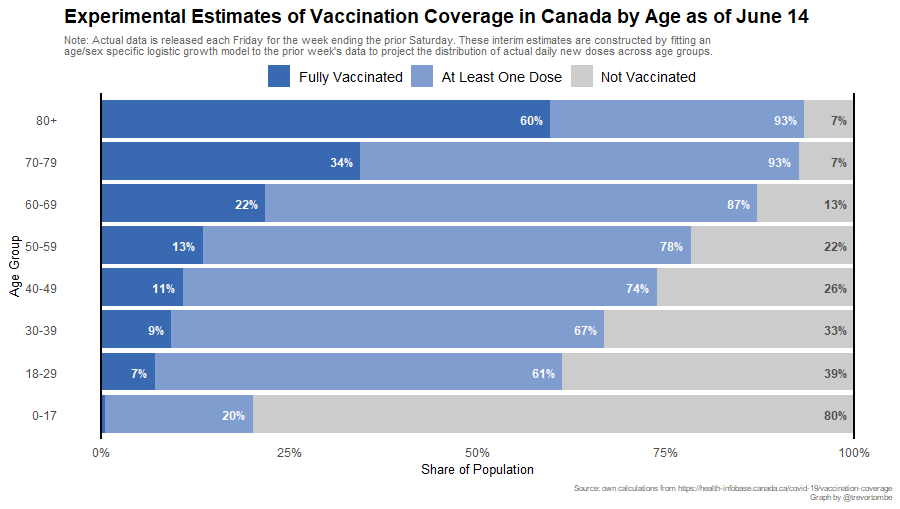 Experimental Estimates of Vaccination Coverage in Canada by Age as of June 14
Note: Actual data is released each Friday for the week ending the prior Saturday. These interim estimates are constructed by fitting an
age/sex specific logistic growth model to the prior week's data to project the distribution of actual daily new doses across age groups.
Fully Vaccinated At Least One Dose Not Vaccinated
80+ 60% 93% 7%
70-79 34% 93% 7%
60-69 22% 87% 13%
Age Group
50-59 13% 78% 22%
40-49 11% 74% 26%
30-39 9% 67% 33%
18-29 7% 61% 39%
0-17 20% 80%
0% 25% 50% 75% 100%
Share of Population
Source: own calculations from https://health-infobase.canada.ca/covid-19/vaccination-coverage
Graph by @trevortombe